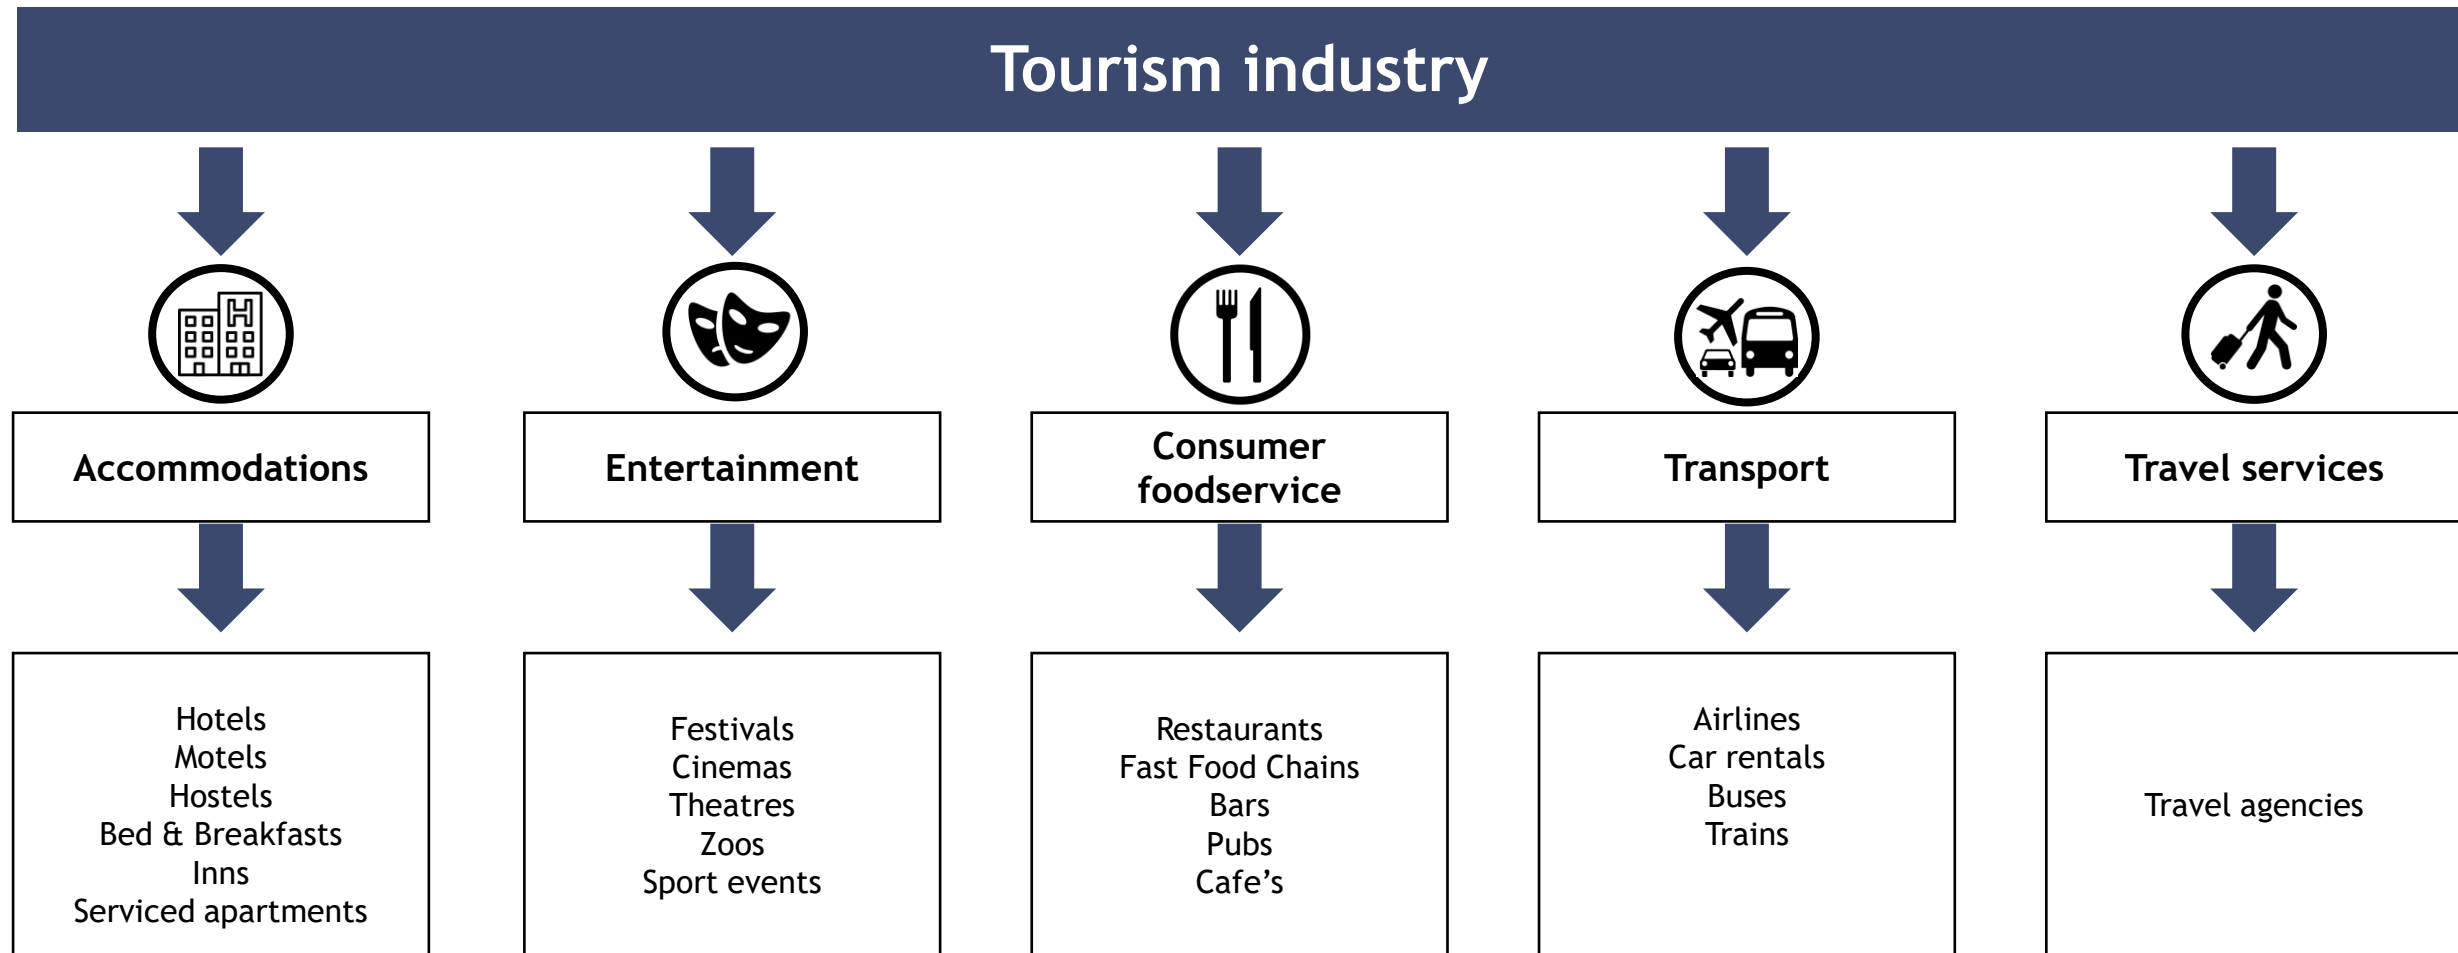 Tourism industry
Accommodations
Entertainment
Consumer
foodservice
Transport
Travel services
Hotels
Motels
Hostels
Bed & Breakfasts
Inns
Serviced apartments
Festivals
Cinemas
Theatres
Zoos
Sport events
Restaurants
Fast Food Chains
Bars
Pubs
Cafe’s
Airlines
Car rentals
Buses
Trains
Travel agencies